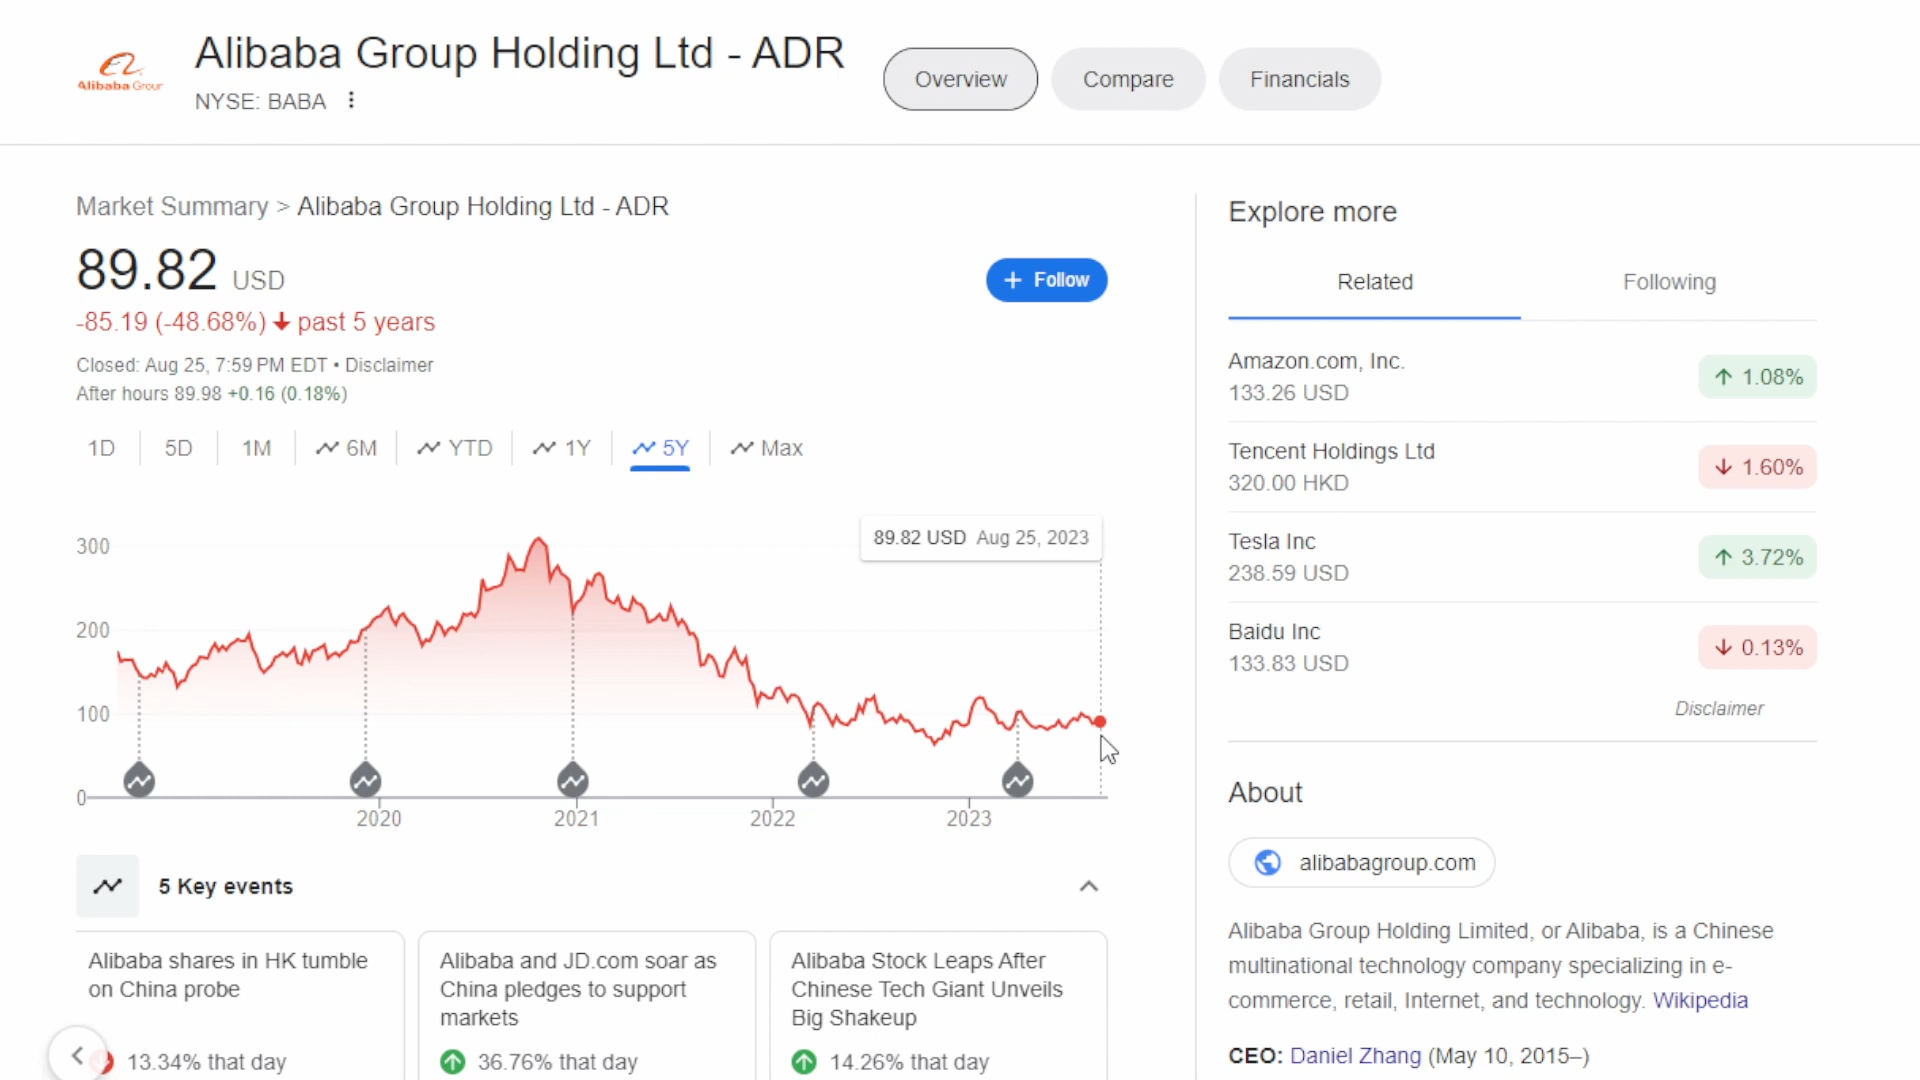 Alibaba Group
Alibaba Group Holding Ltd - ADR
NYSE: BABA
Overview
Compare
Financials
Market Summary > Alibaba Group Holding Ltd - ADR
89.82 USD
-85.19 (-48.68%) past 5 years
Closed: Aug 25, 7:59 PM EDT • Disclaimer
After hours 89.98 +0.16 (0.18%)
+ Follow
1D
5D
1M
6M
YTD
1Y
5Y
Max
89.82 USD Aug 25, 2023
300
200
100
0
2020
2021
2022
2023
5 Key events
Alibaba shares in HK tumble
on China probe
13.34% that day
Alibaba and JD.com soar as
China pledges to support
markets
36.76% that day
Alibaba Stock Leaps After
Chinese Tech Giant Unveils
Big Shakeup
14.26% that day
Explore more
Related
Following
Amazon.com, Inc.
133.26 USD
1.08%
Tencent Holdings Ltd
320.00 HKD
1.60%
Tesla Inc
238.59 USD
3.72%
Baidu Inc
133.83 USD
0.13%
Disclaimer
About
alibabagroup.com
Alibaba Group Holding Limited, or Alibaba, is a Chinese
multinational technology company specializing in e-
commerce, retail, Internet, and technology. Wikipedia
CEO: Daniel Zhang (May 10, 2015–)